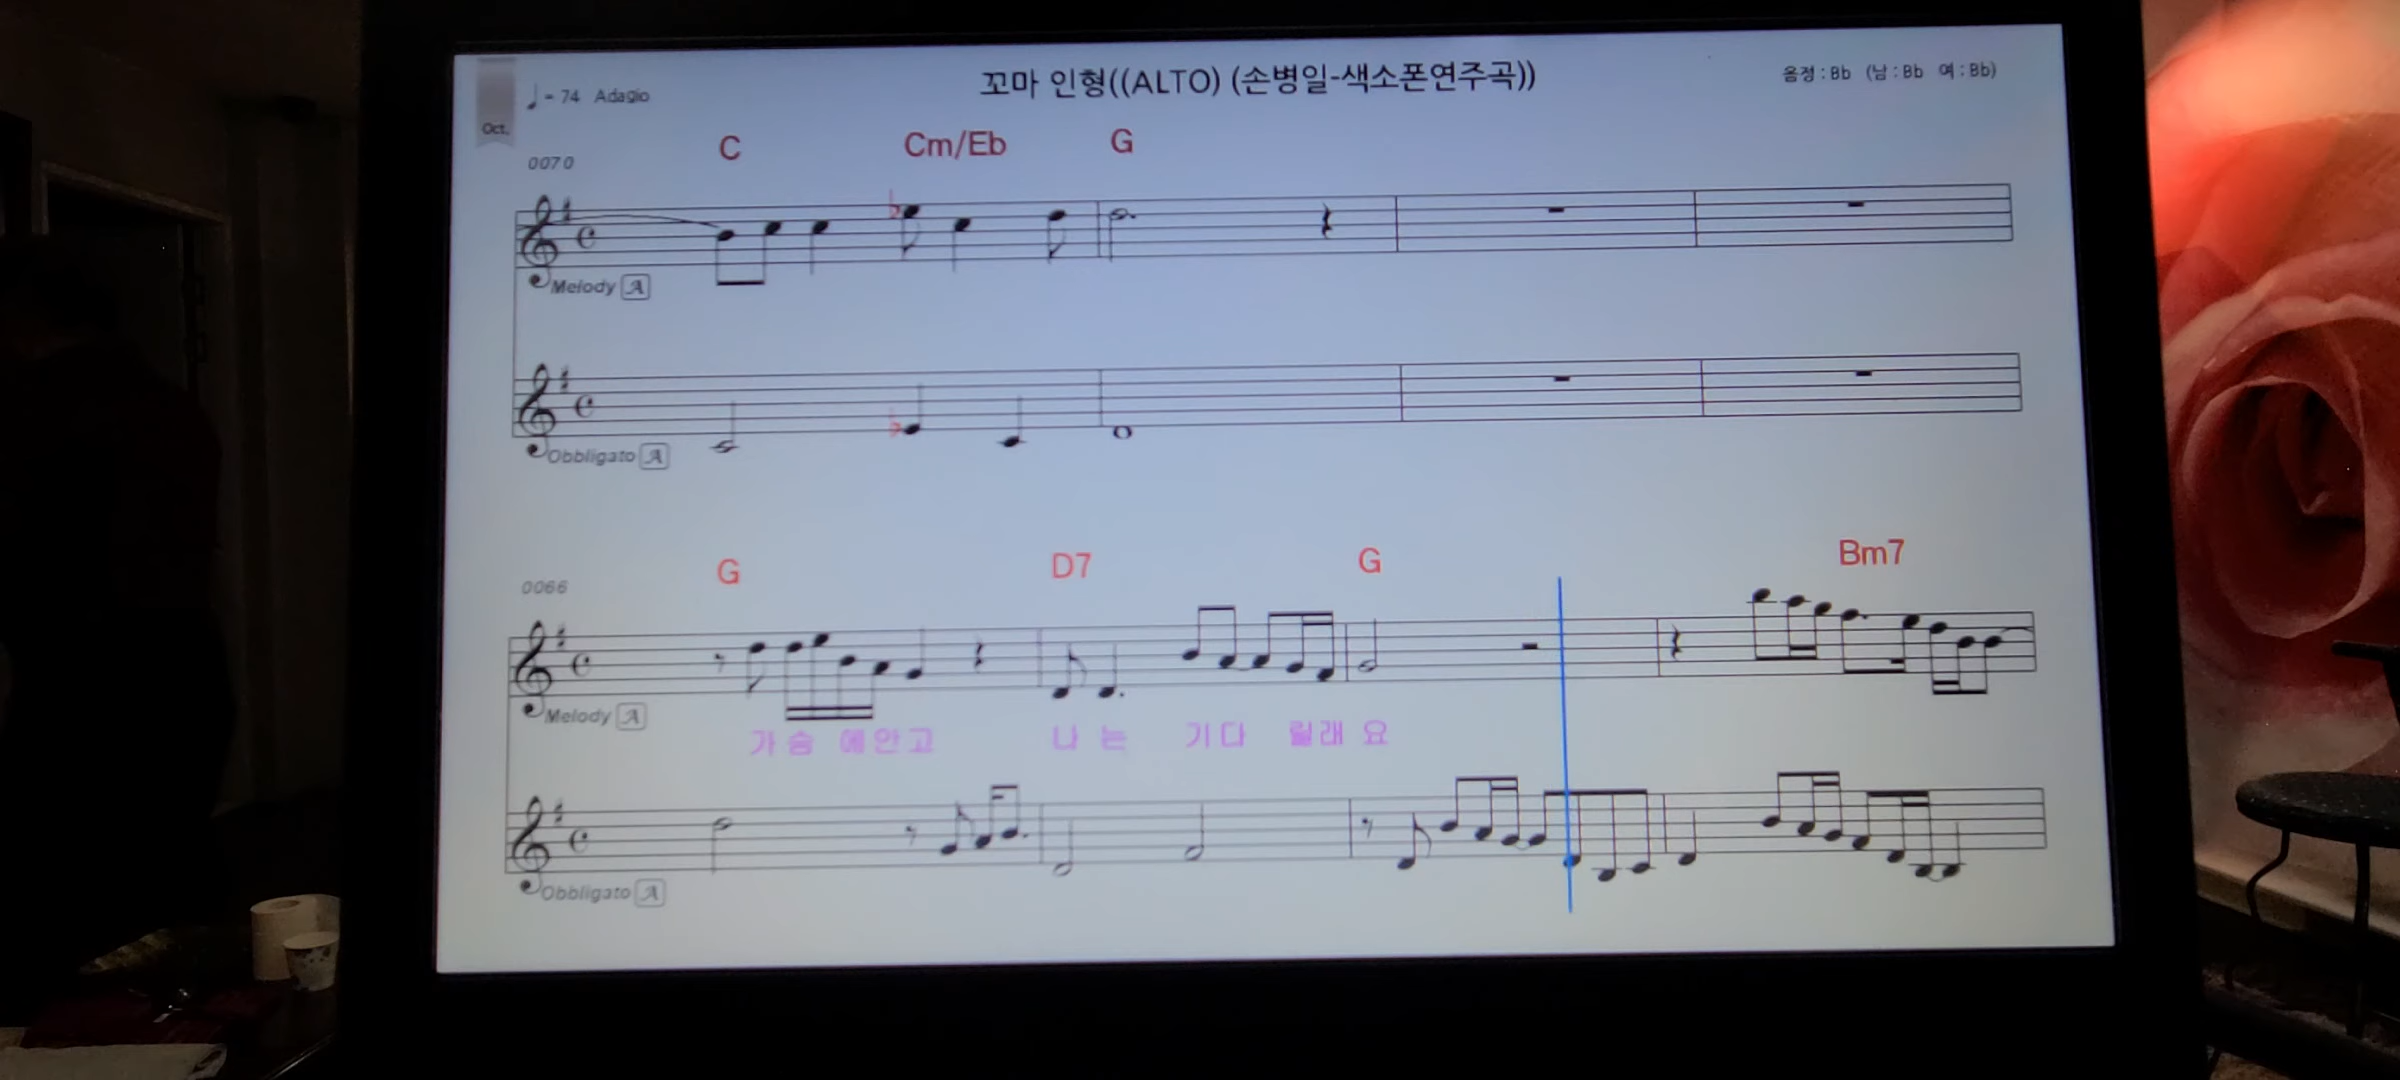 ♩= 74 Adagio
꼬마 인형((ALTO) (손병일-색소폰연주곡))
음정 : Bb (남 : Bb 여 : Bb)
Oct.
C Cm/Eb G
0070
Melody A
Obbligato A
G D7 G Bm7
0066
Melody A
가 슴 에 안 고 나 는 기 다 릴 래 요
Obbligato A